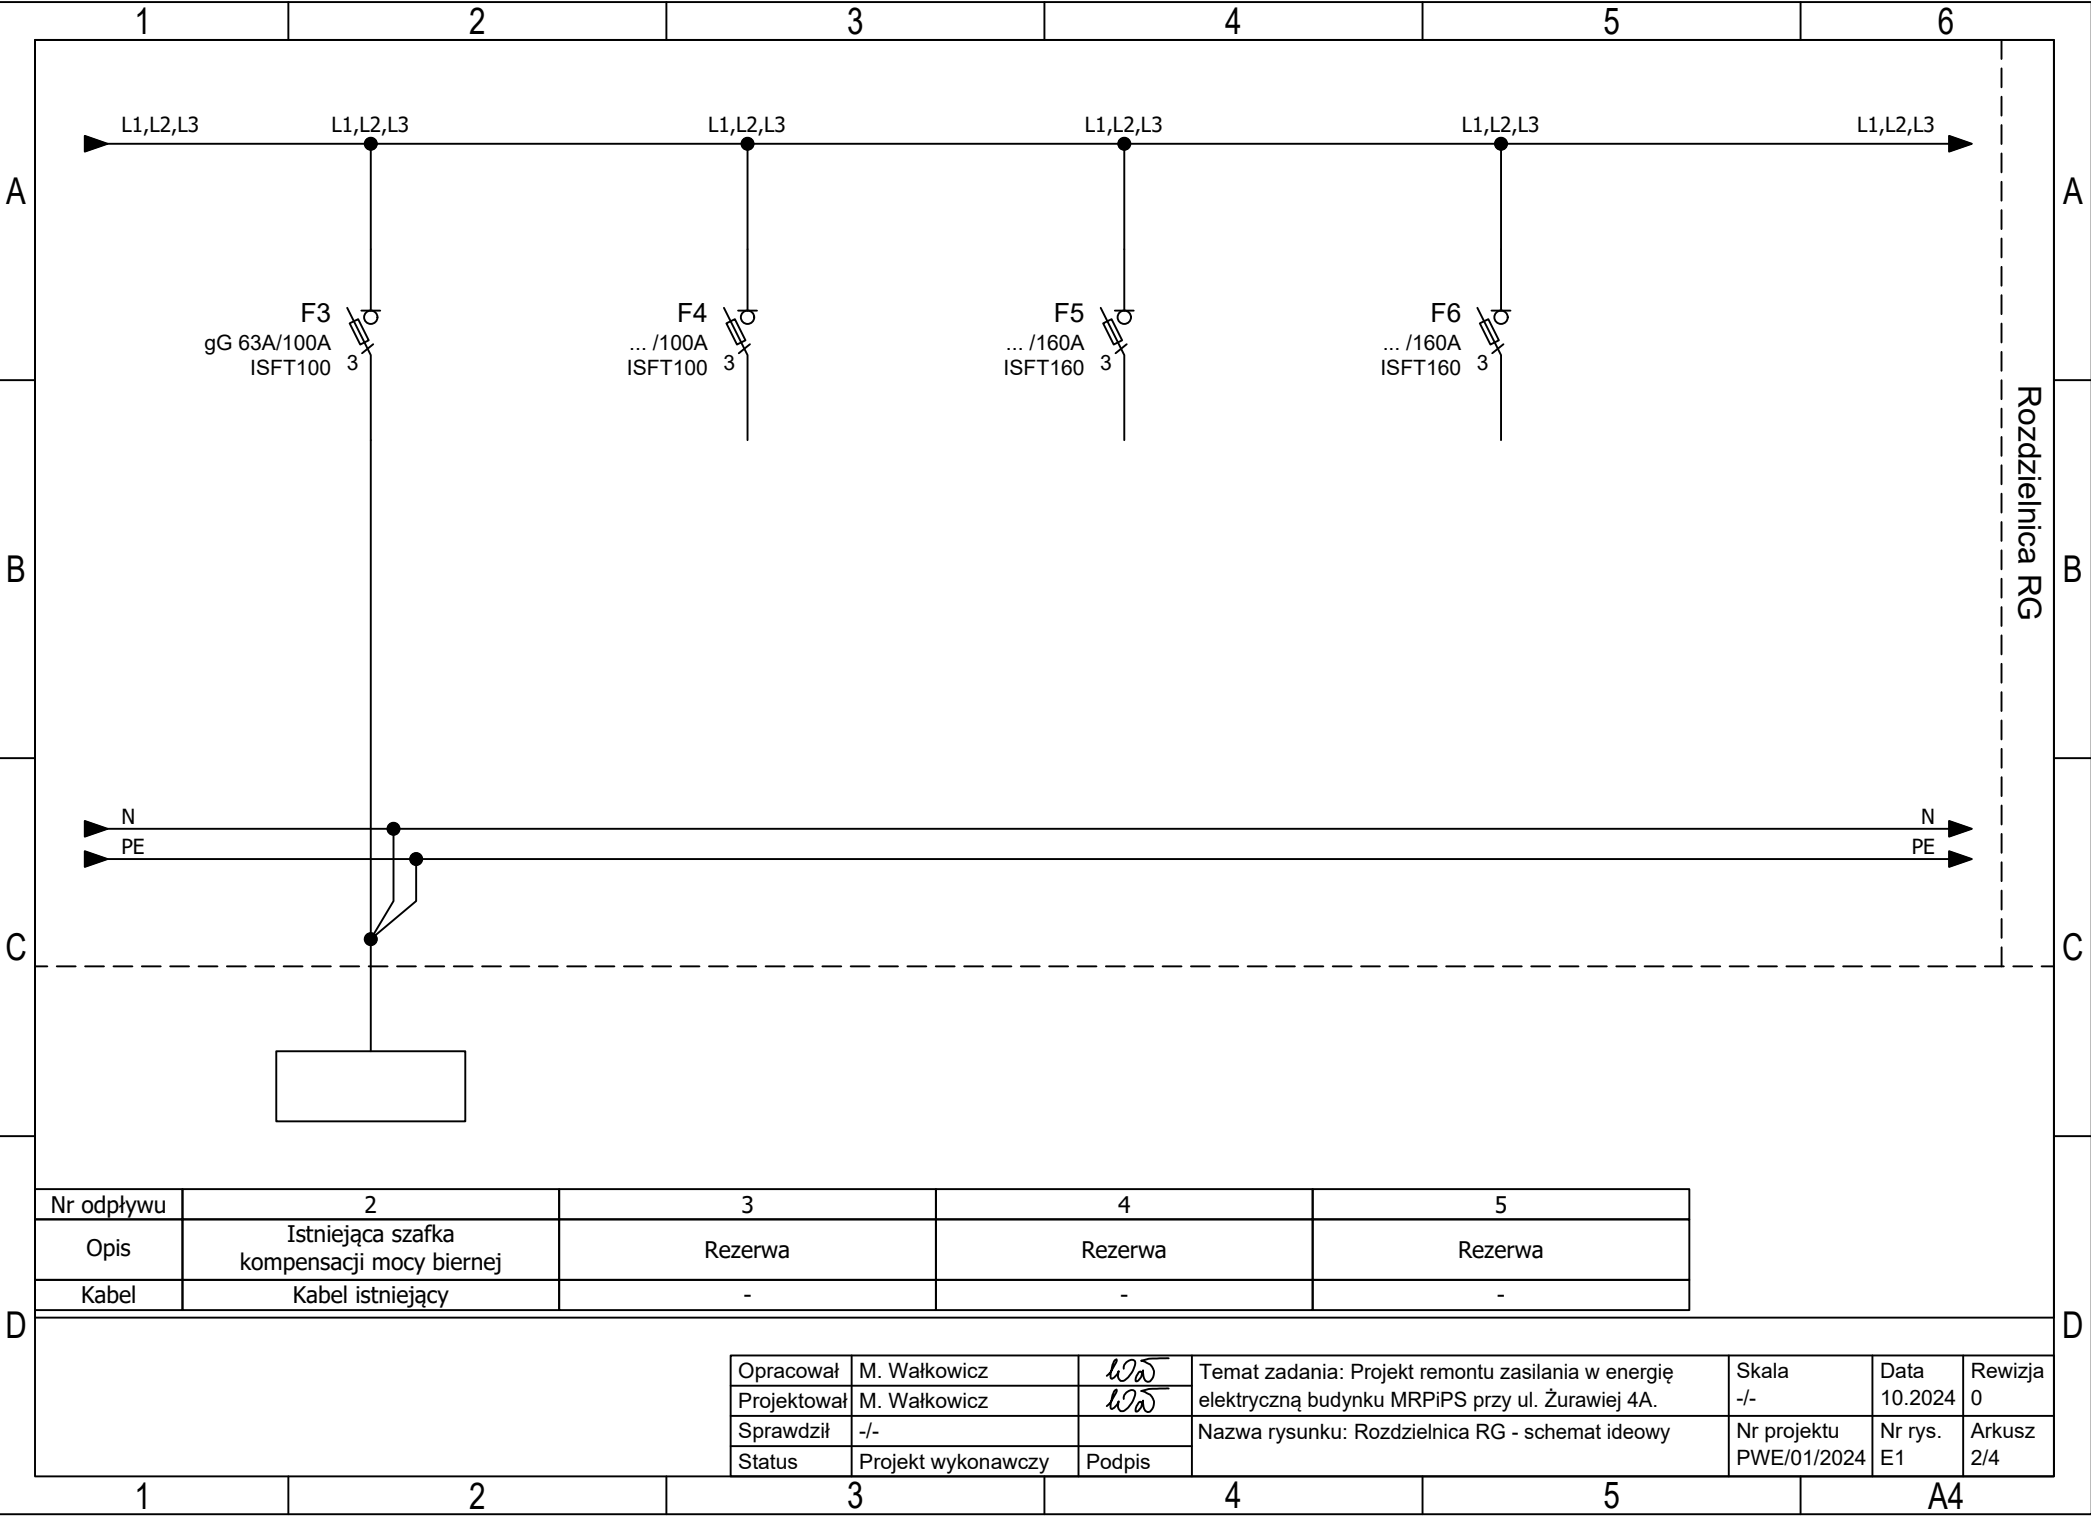 1 2 3 4 5 6
L1,L2,L3 L1,L2,L3 L1,L2,L3 L1,L2,L3 L1,L2,L3 L1,L2,L3
A A
F3 F4 F5 F6
gG 63A/100A ... /100A ... /160A ... /160A
ISFT100 3 ISFT100 3 ISFT160 3 ISFT160 3
Rozdzielnica RG
B B
N N
PE PE
C C
Nr odpływu 2 3 4 5
Opis Istniejąca szafka
kompensacji mocy biernej Rezerwa Rezerwa Rezerwa
Kabel Kabel istniejący - - -
D D
Opracował M. Wałkowicz
Projektował M. Wałkowicz
Sprawdził -/-
Status Projekt wykonawczy Podpis
Temat zadania: Projekt remontu zasilania w energię
elektryczną budynku MRPiPS przy ul. Żurawiej 4A.
Nazwa rysunku: Rozdzielnica RG - schemat ideowy
Skala Data Rewizja
-/- 10.2024 0
Nr projektu Nr rys. Arkusz
PWE/01/2024 E1 2/4
1 2 3 4 5 A4